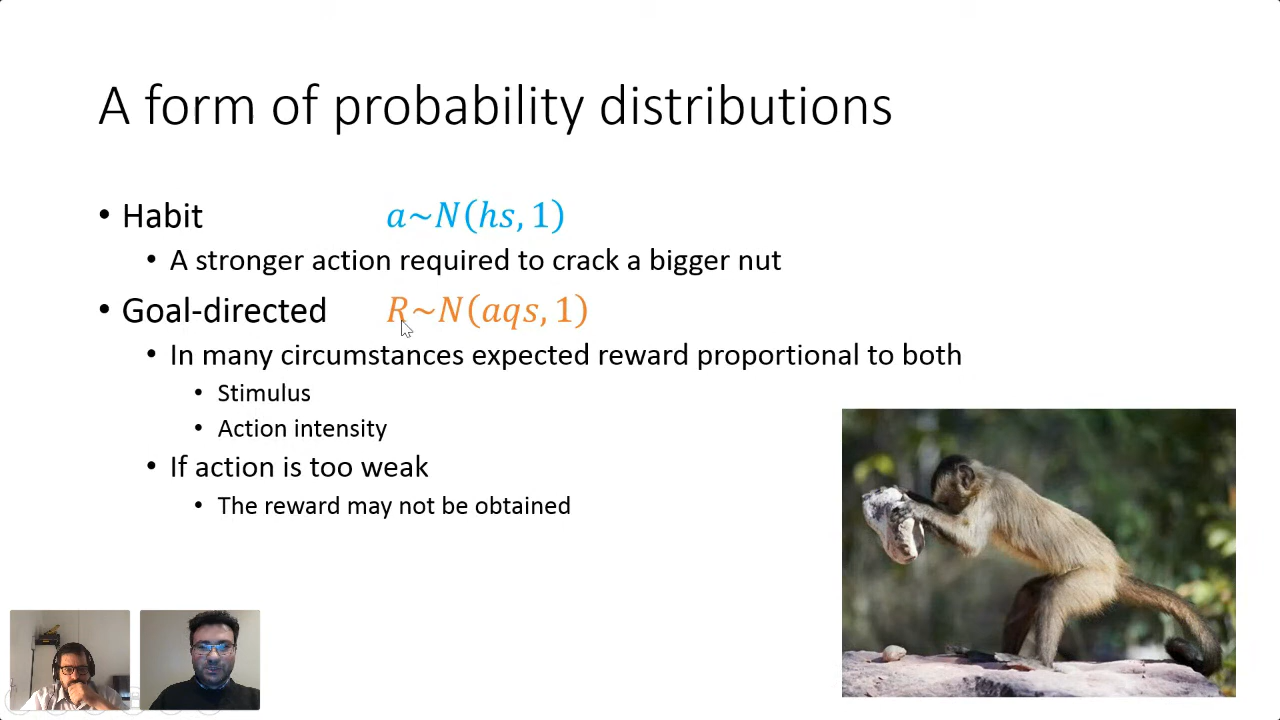 A form of probability distributions
• Habit a~N(hs, 1)
• A stronger action required to crack a bigger nut
• Goal-directed R~N(aqs, 1)
• In many circumstances expected reward proportional to both
• Stimulus
• Action intensity
• If action is too weak
• The reward may not be obtained